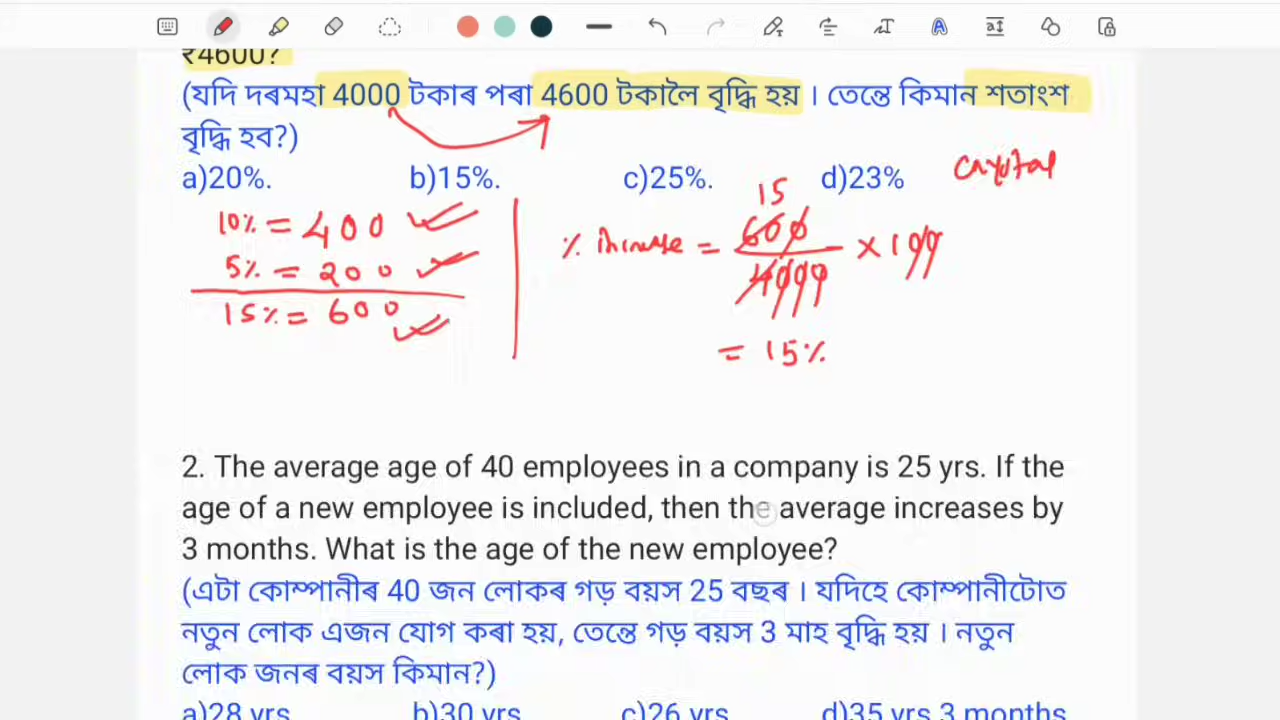 ₹4600?
(যদি দৰমহা 4000 টকাৰ পৰা 4600 টকালৈ বৃদ্ধি হয় । তেন্তে কিমান শতাংশ
বৃদ্ধি হব?)
a)20%. b)15%. c)25%. d)23%
10% = 400
5% = 200
15% = 600
15
% Increase = 600/4000 × 100
= 15%
2. The average age of 40 employees in a company is 25 yrs. If the
age of a new employee is included, then the average increases by
3 months. What is the age of the new employee?
(এটা কোম্পানীৰ 40 জন লোকৰ গড় বয়স 25 বছৰ । যদিহে কোম্পানীটোত
নতুন লোক এজন যোগ কৰা হয়, তেন্তে গড় বয়স 3 মাহ বৃদ্ধি হয় । নতুন
লোক জনৰ বয়স কিমান?)
a)28 yrs b)30 yrs c)26 yrs d)35 yrs 3 months